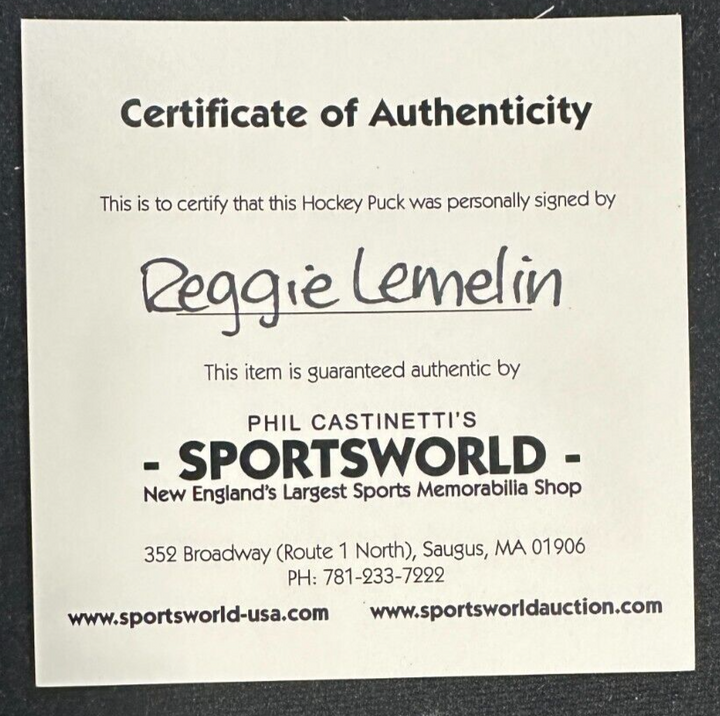 Certificate of Authenticity
This is to certify that this Hockey Puck was personally signed by
Reggie Lemelin
This item is guaranteed authentic by
PHIL CASTINETTI'S
- SPORTSWORLD -
New England's Largest Sports Memorabilia Shop
352 Broadway (Route 1 North), Saugus, MA 01906
PH: 781-233-7222
www.sportsworld-usa.com www.sportsworldauction.com